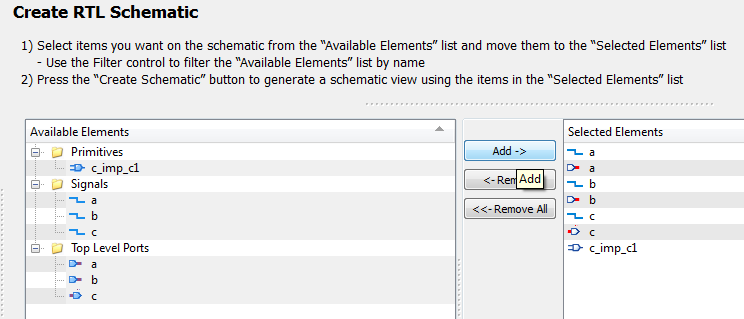 Create RTL Schematic
1) Select items you want on the schematic from the “Available Elements” list and move them to the “Selected Elements” list
- Use the Filter control to filter the “Available Elements” list by name
2) Press the “Create Schematic” button to generate a schematic view using the items in the “Selected Elements” list
Available Elements
Primitives
c_imp_c1
Signals
a
b
c
Top Level Ports
a
b
c
Add ->
<- Rem
Add
<<- Remove All
Selected Elements
a
a
b
b
c
c
c_imp_c1